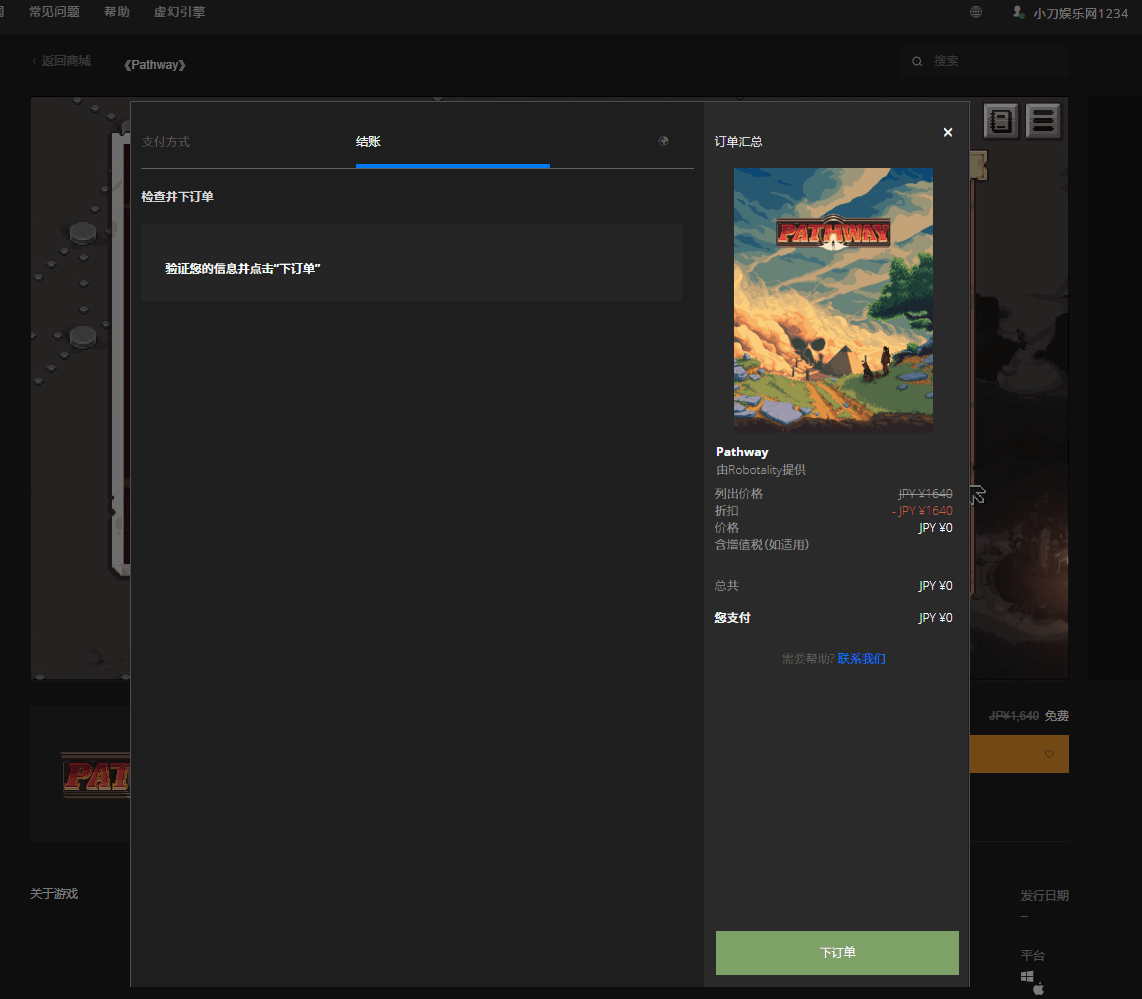 常见问题 帮助 虚幻引擎 小刀娱乐网1234
返回商城 《Pathway》 搜索
支付方式 结账 订单汇总
检查并下订单
验证您的信息并点击“下订单”
PATHWAY
Pathway
由Robotality提供
列出价格 JPY ¥1640
折扣 - JPY ¥1640
价格 JPY ¥0
含增值税(如适用)
总共 JPY ¥0
您支付 JPY ¥0
需要帮助? 联系我们
JP¥1,640 免费
PAT
关于游戏
发行日期
–
平台
下订单